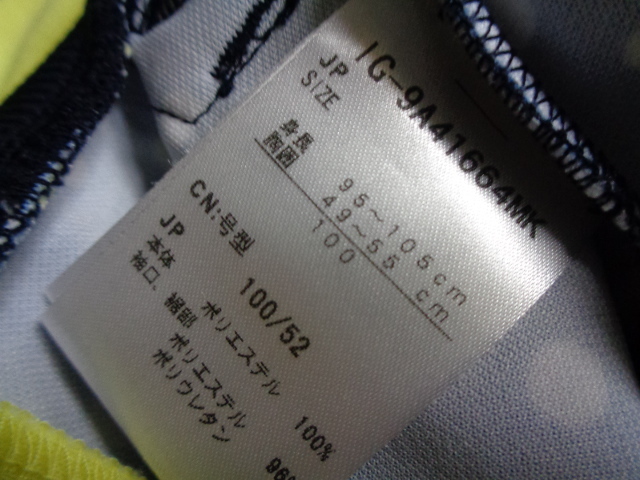 IG-9A41664MK
JP
SIZE
身長 95~105cm
胸囲 49~55 cm
100
CN:号型 100/52
JP
本体 ポリエステル 100%
袖口、裾部 ポリエステル
ポリウレタン